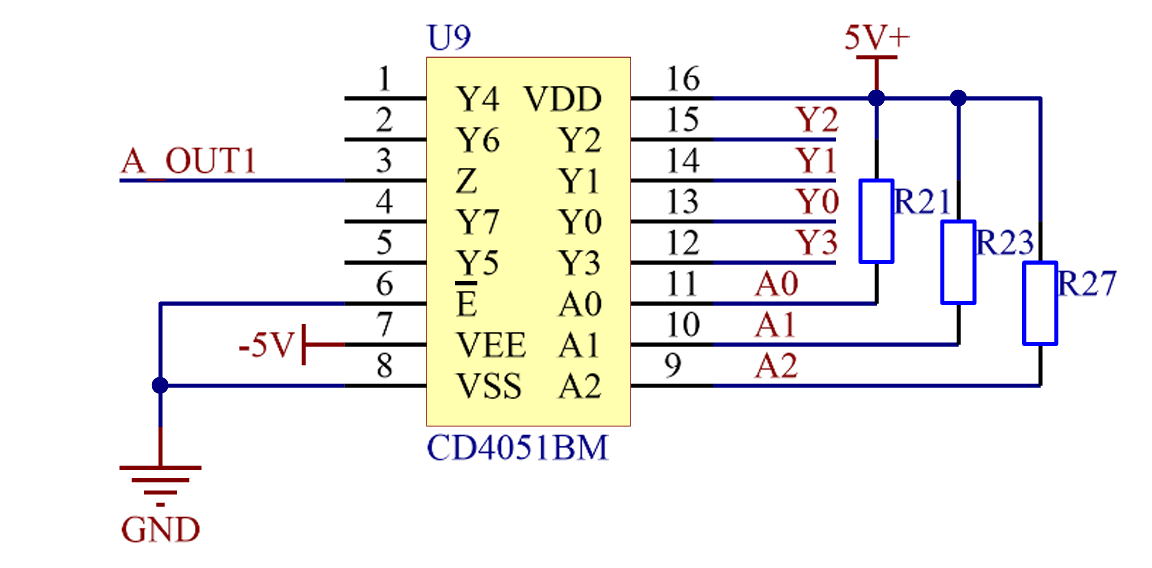 U9
5V+
1 Y4 VDD 16
2 Y6 Y2 15 Y2
A_OUT1 3 Z Y1 14 Y1
4 Y7 Y0 13 Y0 R21
5 Y5 Y3 12 Y3 R23
6 E A0 11 A0 R27
-5V 7 VEE A1 10 A1
8 VSS A2 9 A2
CD4051BM
GND